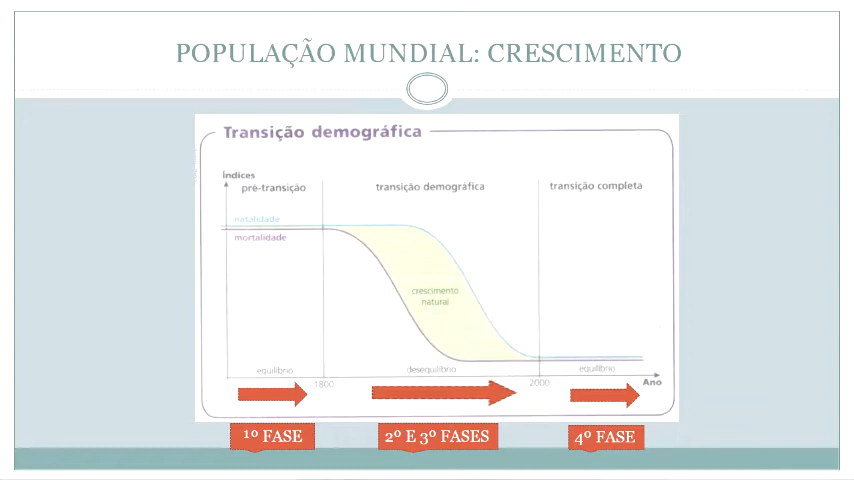 POPULAÇÃO MUNDIAL: CRESCIMENTO
Transição demográfica
Índices
pré-transição
transição demográfica
transição completa
natalidade
mortalidade
crescimento
natural
equilíbrio
desequilíbrio
equilíbrio
1800
2000
Ano
1º FASE
2º E 3º FASES
4º FASE